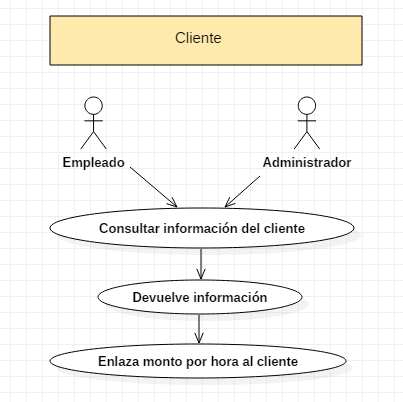 Cliente
Empleado
Administrador
Consultar información del cliente
Devuelve información
Enlaza monto por hora al cliente